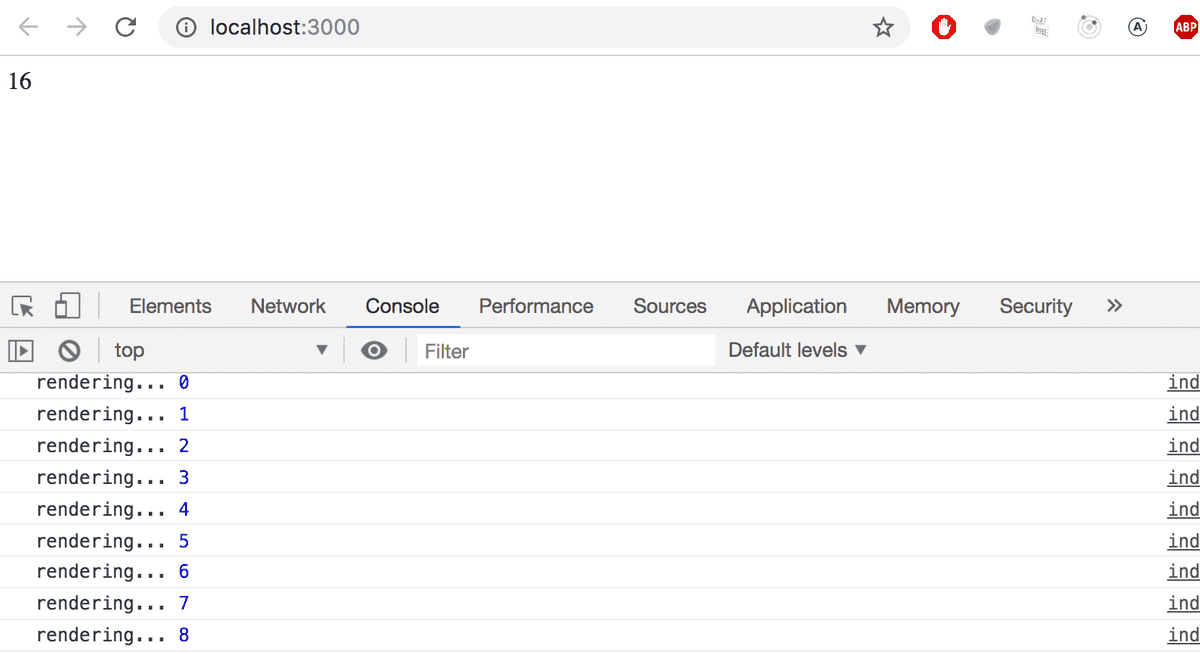 localhost:3000
A
ABP
16
Elements Network Console Performance Sources Application Memory Security »
top ▼ Filter Default levels ▼
rendering... 0 ind
rendering... 1 ind
rendering... 2 ind
rendering... 3 ind
rendering... 4 ind
rendering... 5 ind
rendering... 6 ind
rendering... 7 ind
rendering... 8 ind